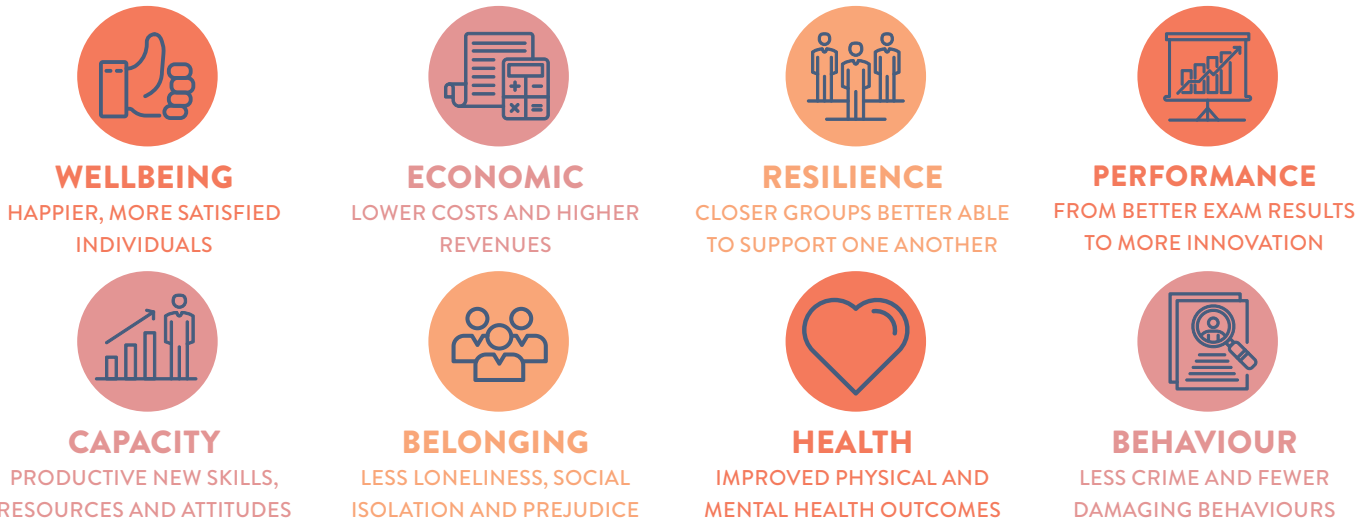 WELLBEING
HAPPIER, MORE SATISFIED
INDIVIDUALS
ECONOMIC
LOWER COSTS AND HIGHER
REVENUES
RESILIENCE
CLOSER GROUPS BETTER ABLE
TO SUPPORT ONE ANOTHER
PERFORMANCE
FROM BETTER EXAM RESULTS
TO MORE INNOVATION
CAPACITY
PRODUCTIVE NEW SKILLS,
RESOURCES AND ATTITUDES
BELONGING
LESS LONELINESS, SOCIAL
ISOLATION AND PREJUDICE
HEALTH
IMPROVED PHYSICAL AND
MENTAL HEALTH OUTCOMES
BEHAVIOUR
LESS CRIME AND FEWER
DAMAGING BEHAVIOURS